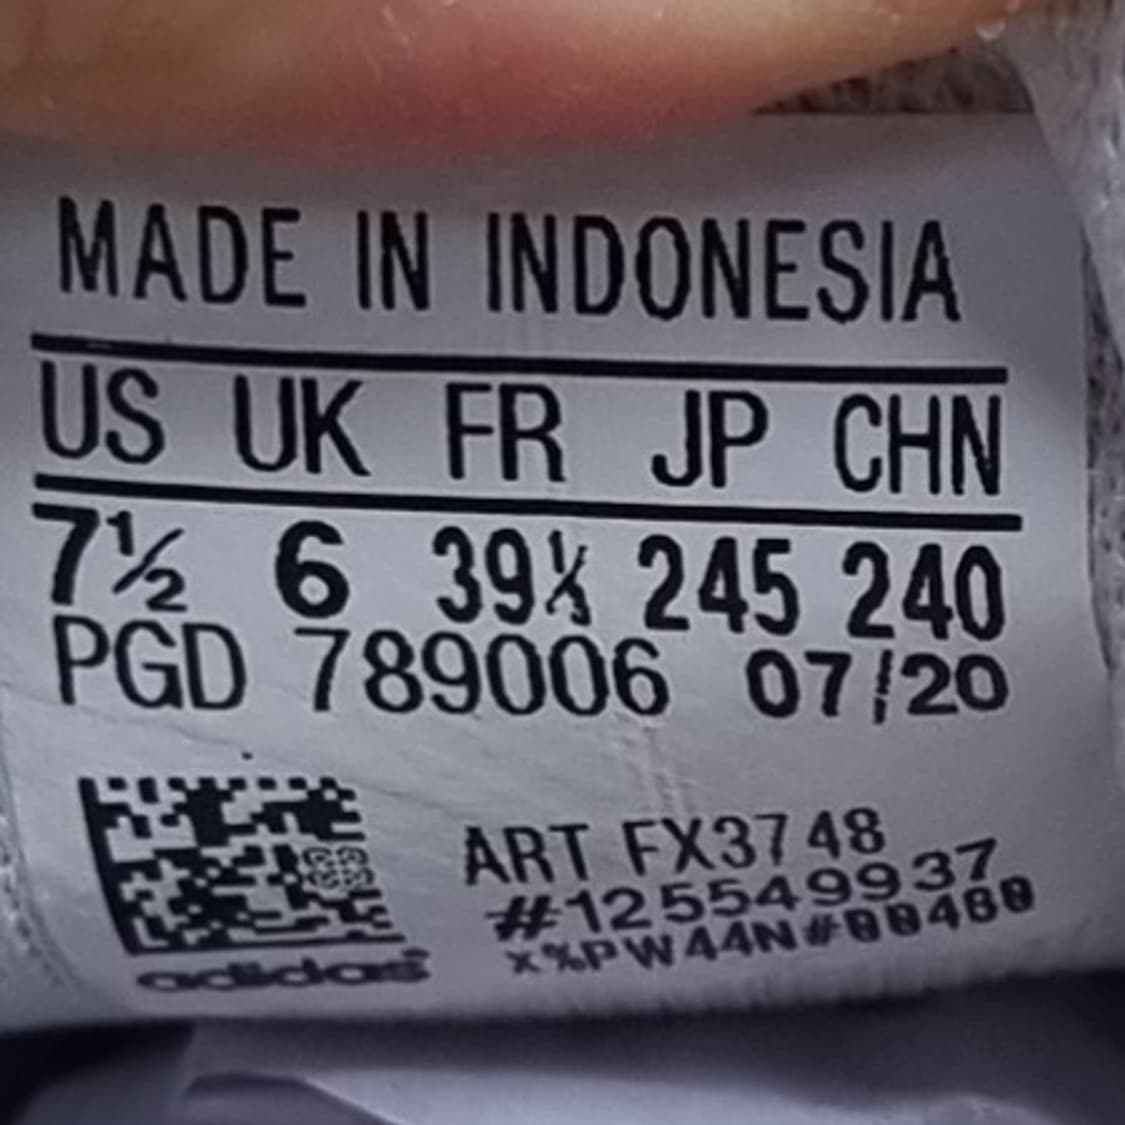 MADE IN INDONESIA
US UK FR JP CHN
7½ 6 39⅓ 245 240
PGD 789006 07/20
ART FX3748
#125549937
adidas